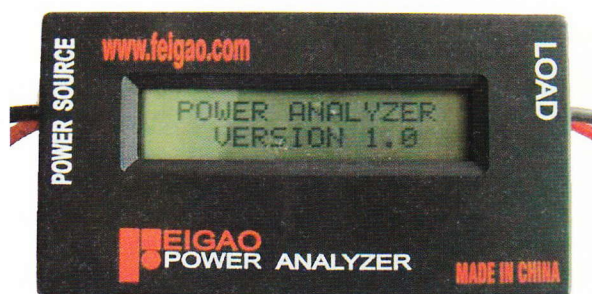 www.feigao.com
POWER SOURCE
LOAD
POWER ANALYZER
VERSION 1.0
FEIGAO
POWER ANALYZER
MADE IN CHINA